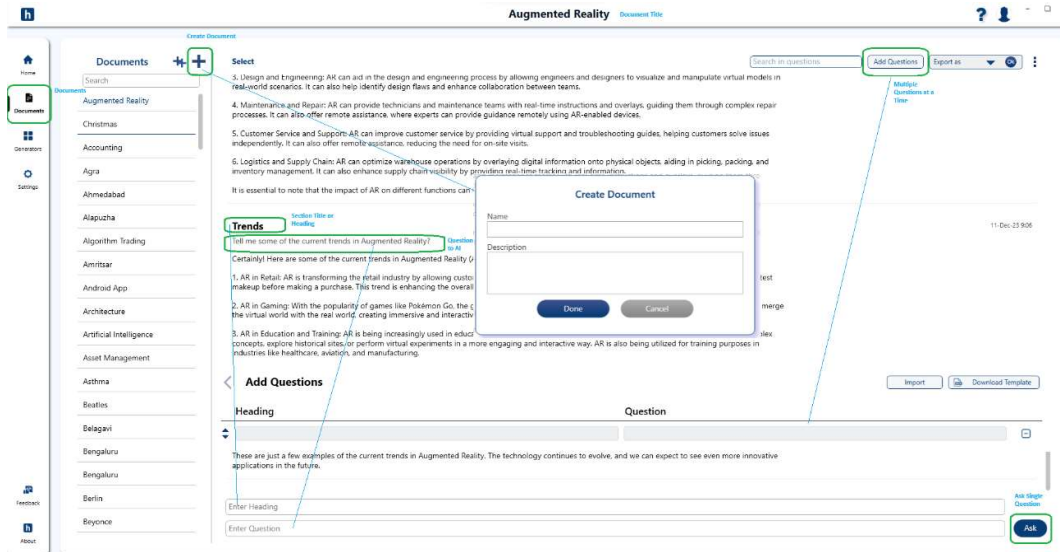 h
Augmented Reality
Document Title
?
Create Document
Home
Documents
Generators
Settings
Feedback
h
About
Documents
Documents
Search
Augmented Reality
Christmas
Accounting
Agra
Ahmedabad
Alapuzha
Algorithm Trading
Amritsar
Android App
Architecture
Artificial Intelligence
Asset Management
Asthma
Beatles
Belagavi
Bengaluru
Bengaluru
Berlin
Beyonce
Select
Search in questions
Add Questions
Export as
Multiple
Questions at a
Time
3. Design and Engineering: AR can aid in the design and engineering process by allowing engineers and designers to visualize and manipulate virtual models in
real-world scenarios. It can also help identify design flaws and enhance collaboration between teams.
4. Maintenance and Repair: AR can provide technicians and maintenance teams with real-time instructions and overlays, guiding them through complex repair
processes. It can also offer remote assistance, where experts can provide guidance remotely using AR-enabled devices.
5. Customer Service and Support: AR can improve customer service by providing virtual support and troubleshooting guides, helping customers solve issues
independently. It can also offer remote assistance, reducing the need for on-site visits.
6. Logistics and Supply Chain: AR can optimize warehouse operations by overlaying digital information onto physical objects, aiding in picking, packing, and
inventory management. It can also enhance supply chain visibility by providing real-time tracking and information.
It is essential to note that the impact of AR on different functions can
Create Document
Name
Description
Done
Cancel
Trends
Section Title or
Heading
11-Dec-23 9:06
Tell me some of the current trends in Augmented Reality?
Question
to AI
Certainly! Here are some of the current trends in Augmented Reality (A
1. AR in Retail: AR is transforming the retail industry by allowing custo
test
makeup before making a purchase. This trend is enhancing the overall
2. AR in Gaming: With the popularity of games like Pokémon Go, the g
merge
the virtual world with the real world, creating immersive and interactiv
3. AR in Education and Training: AR is being increasingly used in educa
plex
concepts, explore historical sites, or perform virtual experiments in a more engaging and interactive way. AR is also being utilized for training purposes in
industries like healthcare, aviation, and manufacturing.
Add Questions
Import
Download Template
Heading
Question
These are just a few examples of the current trends in Augmented Reality. The technology continues to evolve, and we can expect to see even more innovative
applications in the future.
Enter Heading
Enter Question
Ask Single
Question
Ask